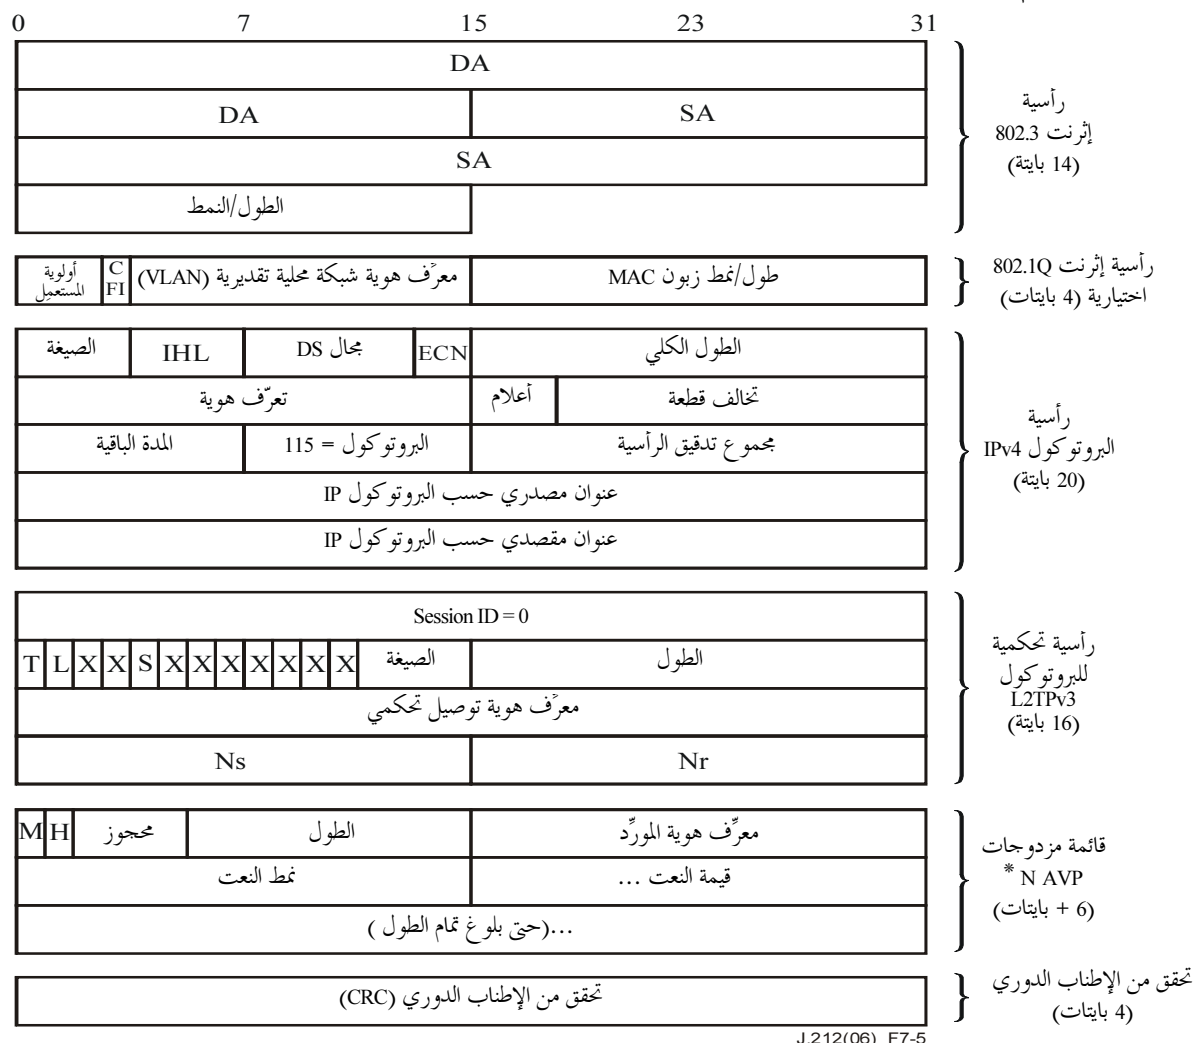 0 7 15 23 31
DA
DA SA
SA
الطول/النمط
رأسية
إثرنت 802.3
(14 بايتة)
أولوية المستعمِل CFI معرّف هوية شبكة محلية تقديرية (VLAN) طول/نمط زبون MAC
رأسية إثرنت 802.1Q
اختيارية (4 بايتات)
الصيغة IHL مجال DS ECN الطول الكلي
تعرّف هوية أعلام تخالف قطعة
المدة الباقية البروتوكول = 115 مجموع تدقيق الرأسية
عنوان مصدري حسب البروتوكول IP
عنوان مقصدي حسب البروتوكول IP
رأسية
البروتوكول IPv4
(20 بايتة)
Session ID = 0
T L X X S X X X X X X X الصيغة الطول
معرّف هوية توصيل تحكمي
Ns Nr
رأسية تحكمية
للبروتوكول
L2TPv3
(16 بايتة)
M H محجوز الطول معرِّف هوية المورِّد
نمط النعت قيمة النعت ...
...(حتى بلوغ تمام الطول )
قائمة مزدوجات
N AVP *
(6 + بايتات)
تحقق من الإطناب الدوري (CRC)
تحقق من الإطناب الدوري
(4 بايتات)
J.212(06)_F7-5